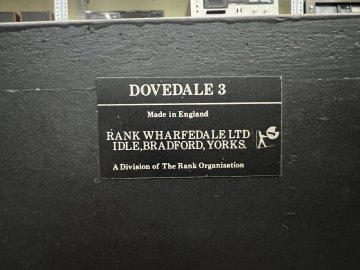 DOVEDALE 3
Made in England
RANK WHARFEDALE LTD
IDLE,BRADFORD,YORKS.
A Division of The Rank Organisation